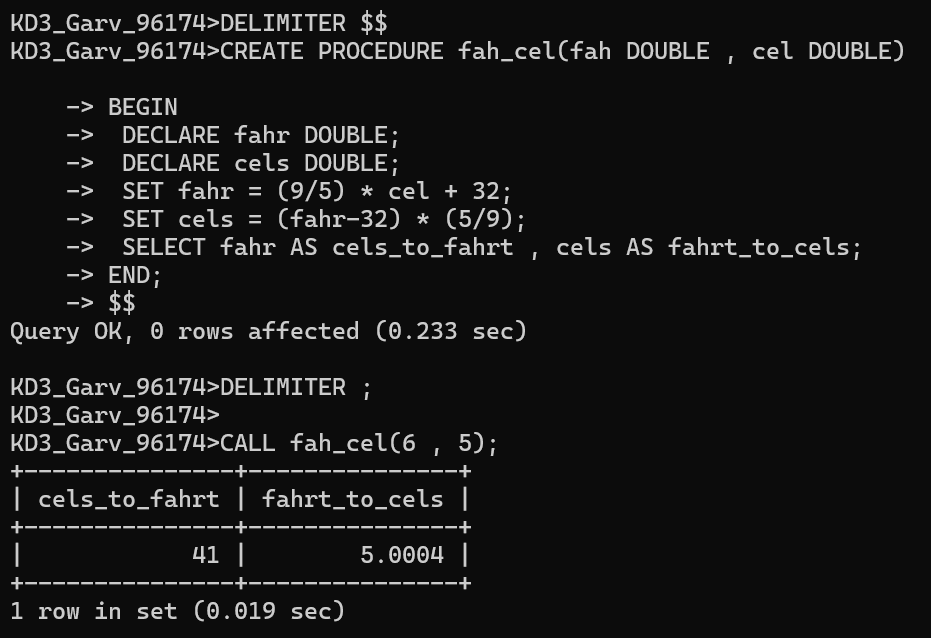 KD3_Garv_96174>DELIMITER $$
KD3_Garv_96174>CREATE PROCEDURE fah_cel(fah DOUBLE , cel DOUBLE)
    -> BEGIN
    ->  DECLARE fahr DOUBLE;
    ->  DECLARE cels DOUBLE;
    ->  SET fahr = (9/5) * cel + 32;
    ->  SET cels = (fahr-32) * (5/9);
    ->  SELECT fahr AS cels_to_fahrt , cels AS fahrt_to_cels;
    -> END;
    -> $$
Query OK, 0 rows affected (0.233 sec)
KD3_Garv_96174>DELIMITER ;
KD3_Garv_96174>
KD3_Garv_96174>CALL fah_cel(6 , 5);
+---------------+---------------+
| cels_to_fahrt | fahrt_to_cels |
+---------------+---------------+
|            41 |        5.0004 |
+---------------+---------------+
1 row in set (0.019 sec)